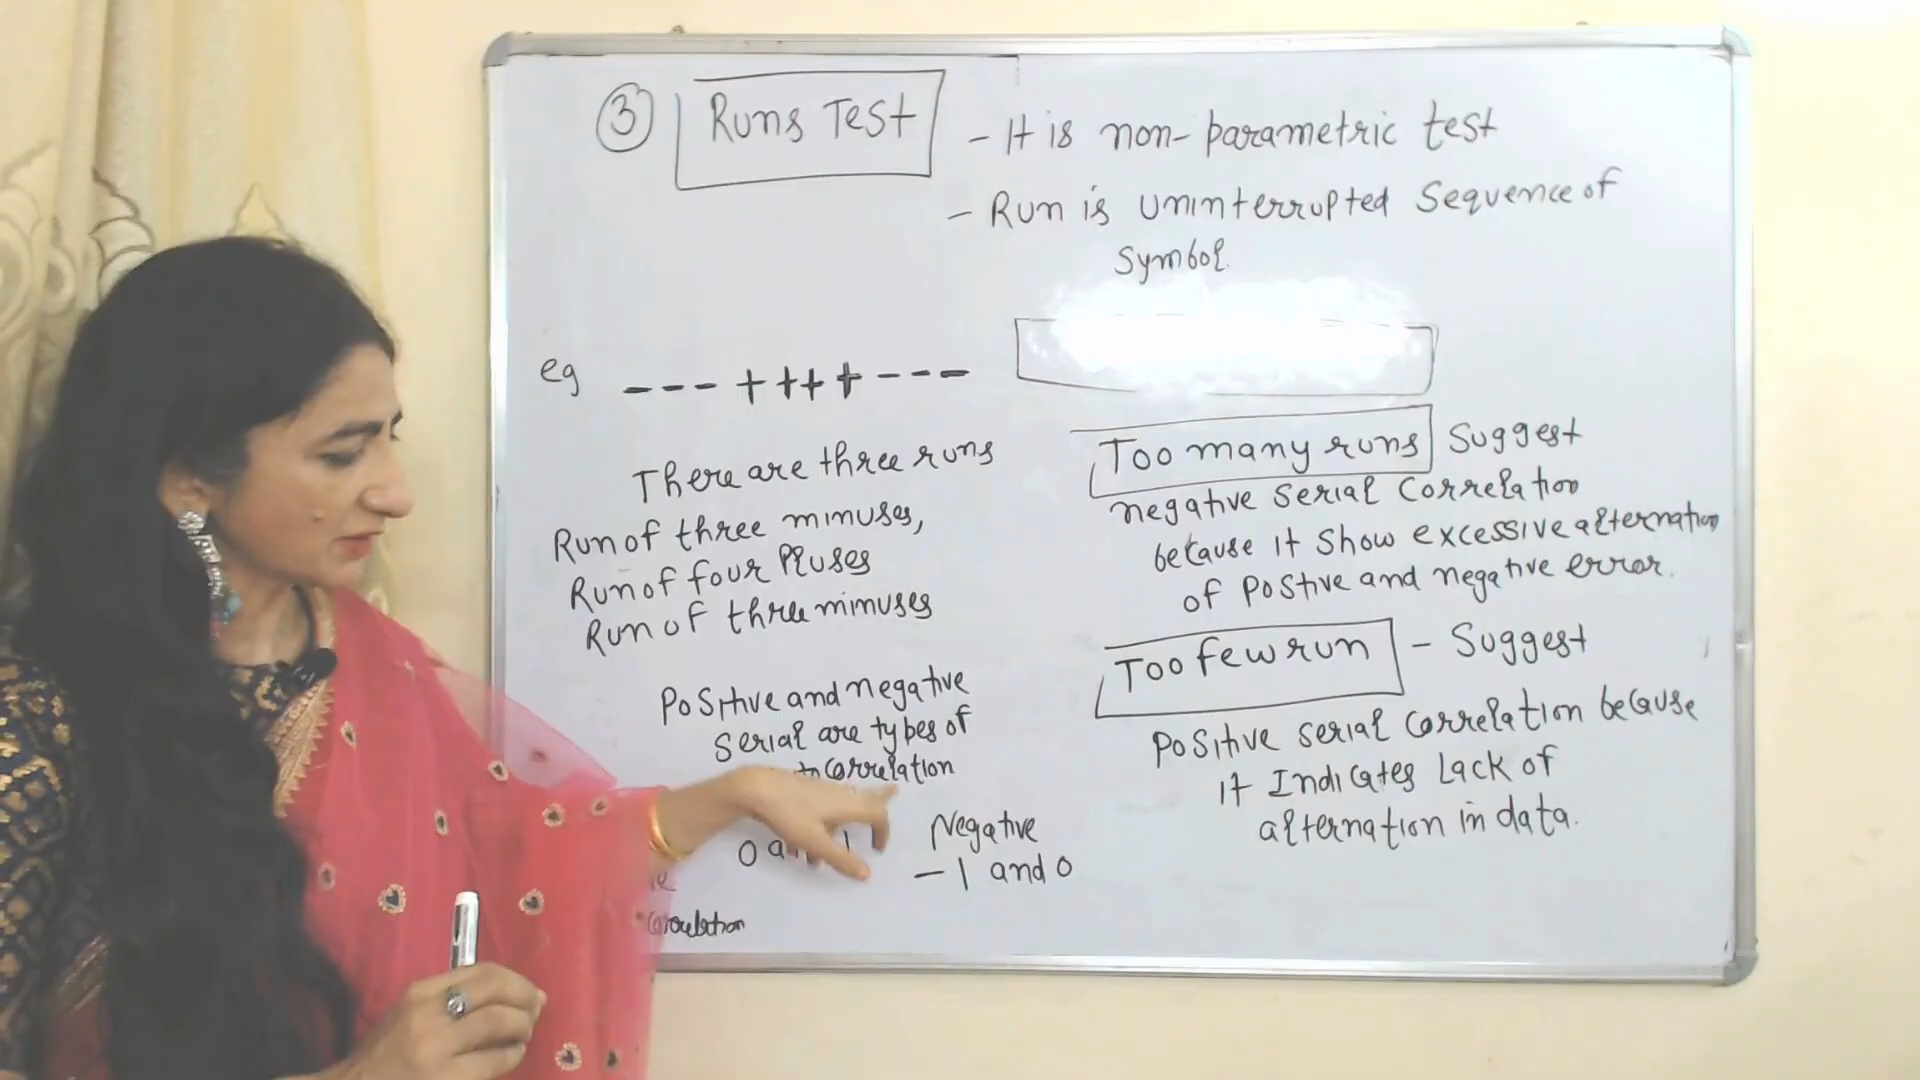 ③ Runs Test
- It is non-parametric test
- Run is uninterrupted Sequence of
Symbol.
eg --- ++++ ---
There are three runs
Run of three minuses,
Run of four Pluses
Run of three minuses
Positive and negative
serial are types of
Correlation
0
Negative
-1 and 0
Correlation
Too many runs Suggest
negative Serial Correlation
because it show excessive alternation
of Postive and negative error.
Too few run - Suggest
Positive serial Correlation because
it Indicates Lack of
alternation in data.